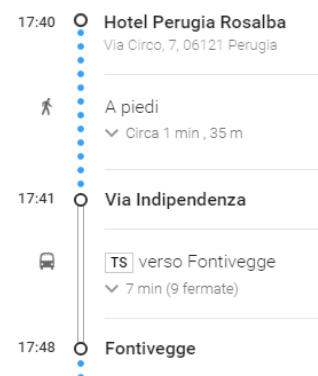 17:40 Hotel Perugia Rosalba
Via Circo, 7, 06121 Perugia
A piedi
Circa 1 min , 35 m
17:41 Via Indipendenza
TS verso Fontivegge
7 min (9 fermate)
17:48 Fontivegge